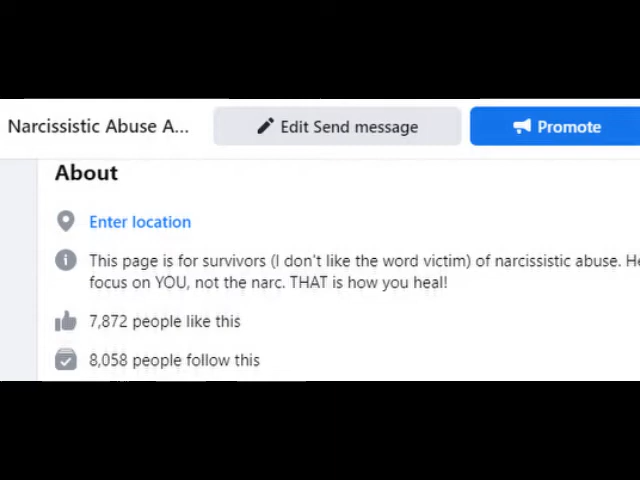 Narcissistic Abuse A...
Edit Send message
Promote
About
Enter location
This page is for survivors (I don't like the word victim) of narcissistic abuse.
focus on YOU, not the narc. THAT is how you heal!
7,872 people like this
8,058 people follow this